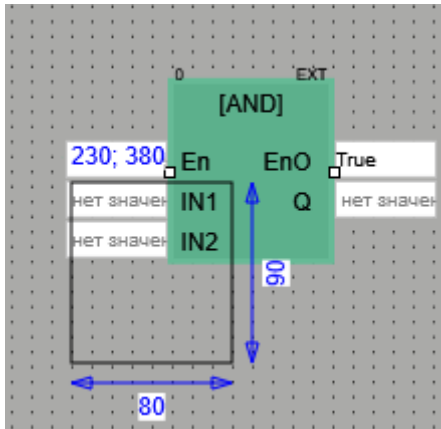 0 EXT
[AND]
230; 380 En EnO True
нет значен IN1 Q нет значен
нет значен IN2
90
80